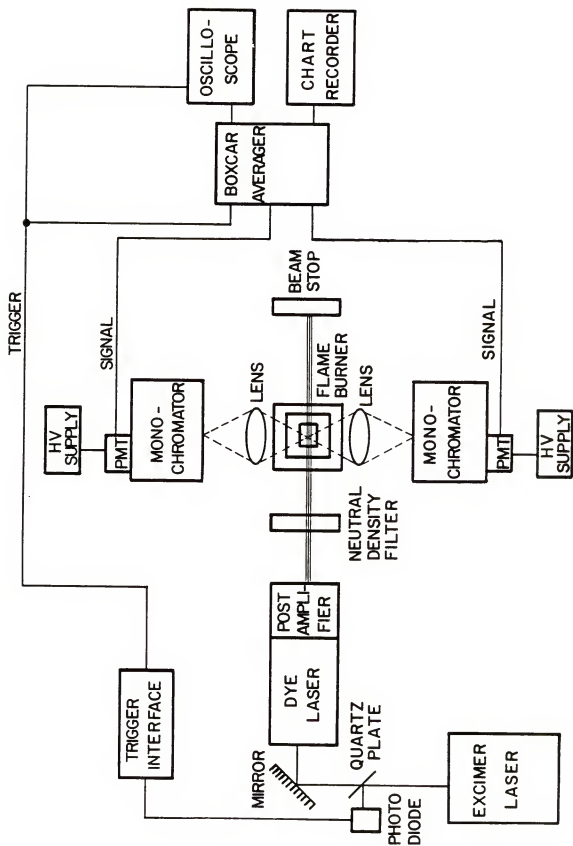 OSCILLO-
SCOPE
CHART
RECORDER
BOXCAR
AVERAGER
TRIGGER
SIGNAL
BEAM
STOP
HV
SUPPLY
PMT
MONO-
CHROMATOR
LENS
FLAME
BURNER
LENS
MONO-
CHROMATOR
SIGNAL
PMT
HV
SUPPLY
NEUTRAL
DENSITY
FILTER
POST
AMPLI-
FIER
DYE
LASER
TRIGGER
INTERFACE
MIRROR
QUARTZ
PLATE
PHOTO
DIODE
EXCIMER
LASER